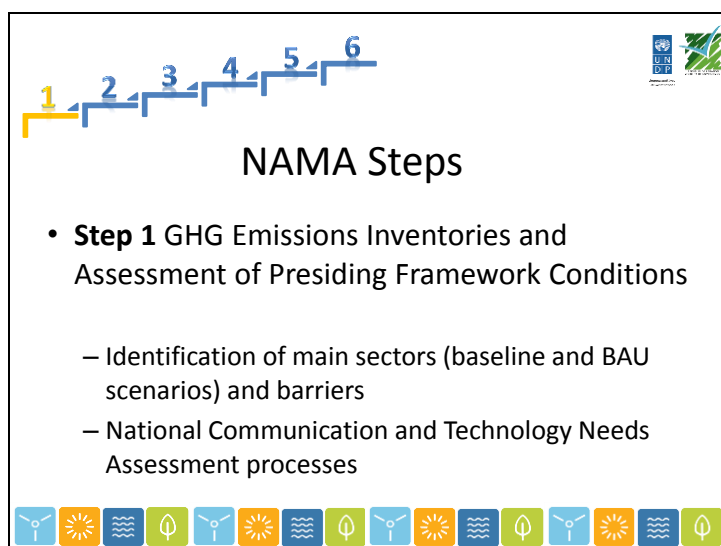 1 2 3 4 5 6
U N
D P
NAMA Steps
• Step 1 GHG Emissions Inventories and
Assessment of Presiding Framework Conditions
– Identification of main sectors (baseline and BAU
scenarios) and barriers
– National Communication and Technology Needs
Assessment processes